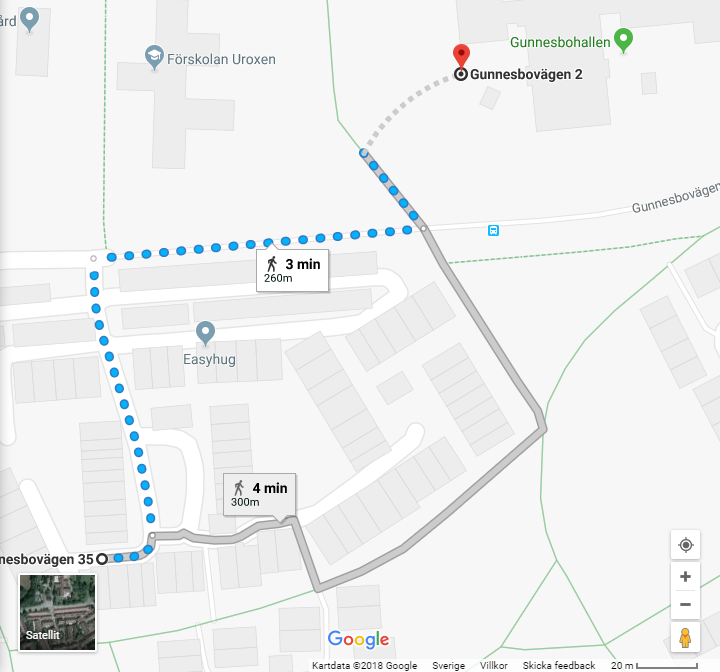 ård
Gunnesbohallen
Förskolan Uroxen
Gunnesbovägen 2
Gunnesbovägen
3 min
260m
Easyhug
4 min
300m
nesbovägen 35
Satellit
Google
Kartdata ©2018 Google Sverige Villkor Skicka feedback 20 m